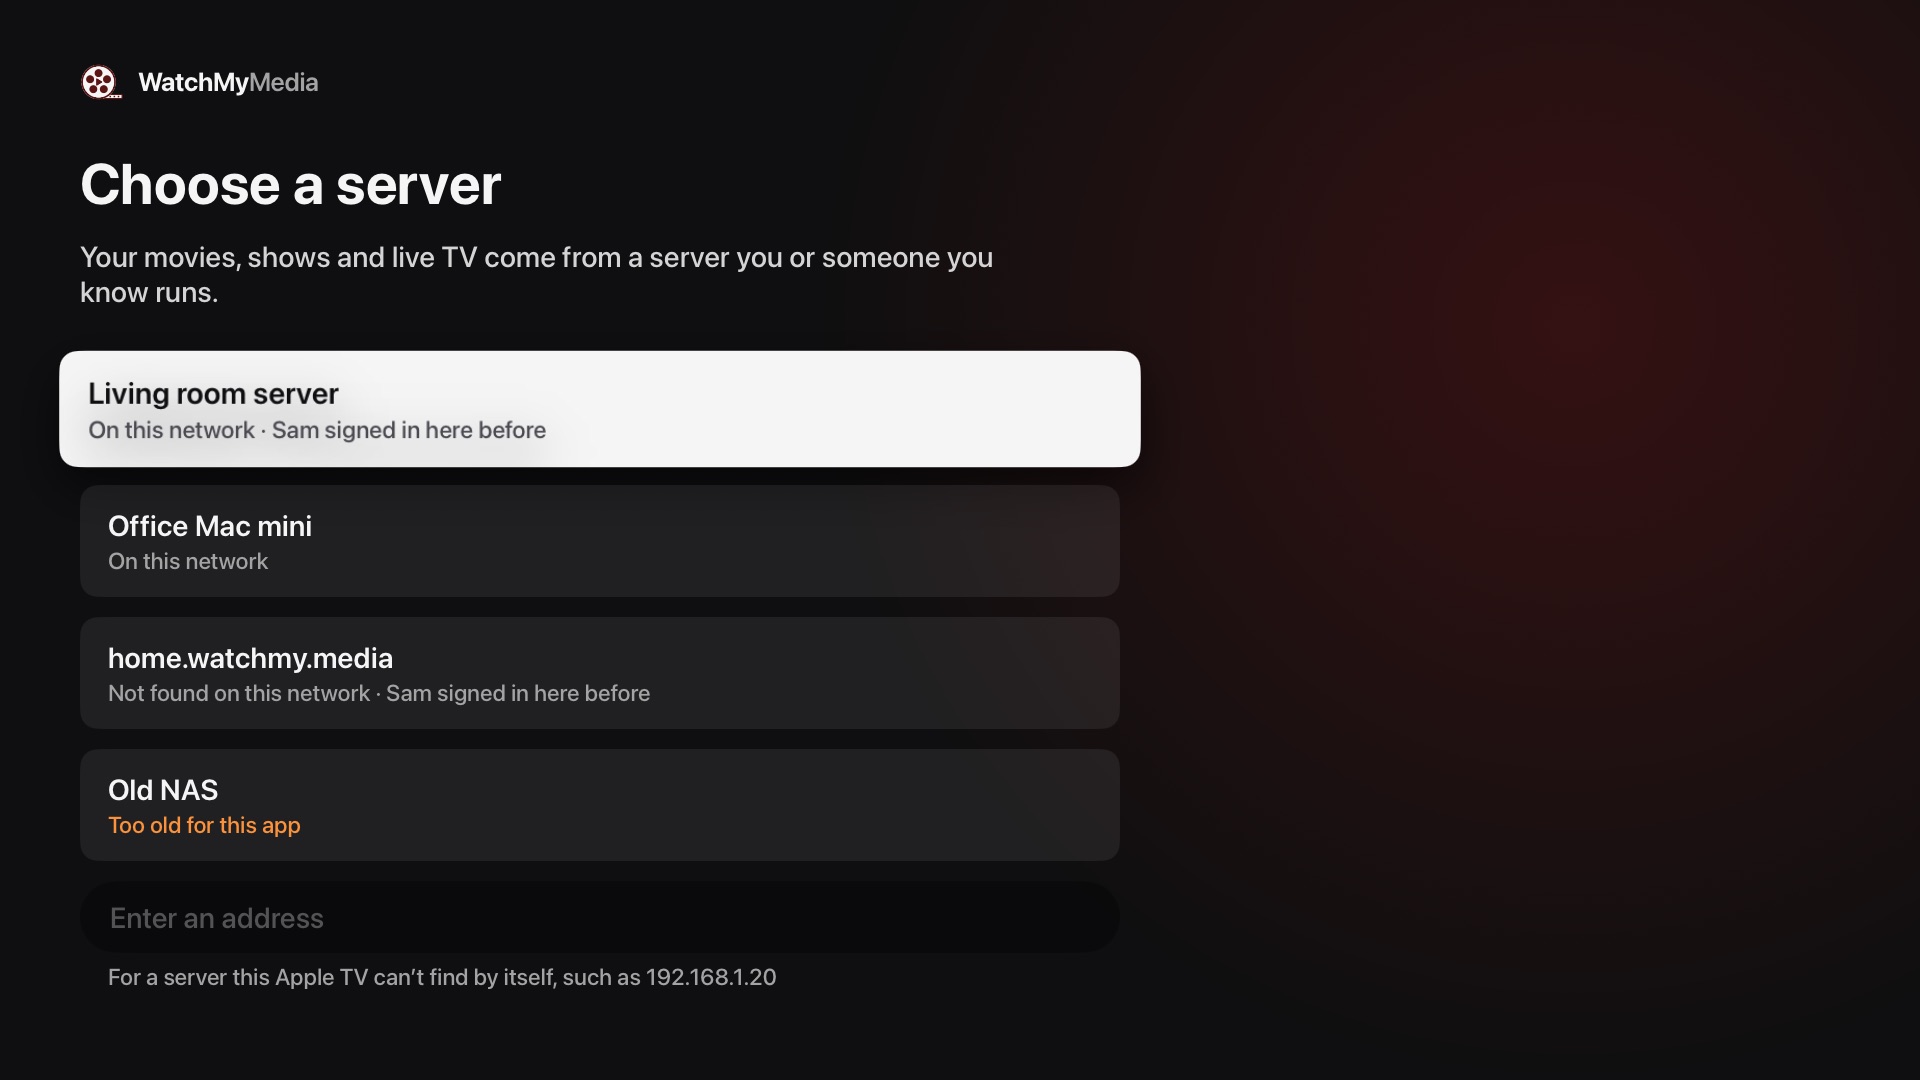 WatchMyMedia
Choose a server
Your movies, shows and live TV come from a server you or someone you
know runs.
Living room server
On this network · Sam signed in here before
Office Mac mini
On this network
home.watchmy.media
Not found on this network · Sam signed in here before
Old NAS
Too old for this app
Enter an address
For a server this Apple TV can’t find by itself, such as 192.168.1.20